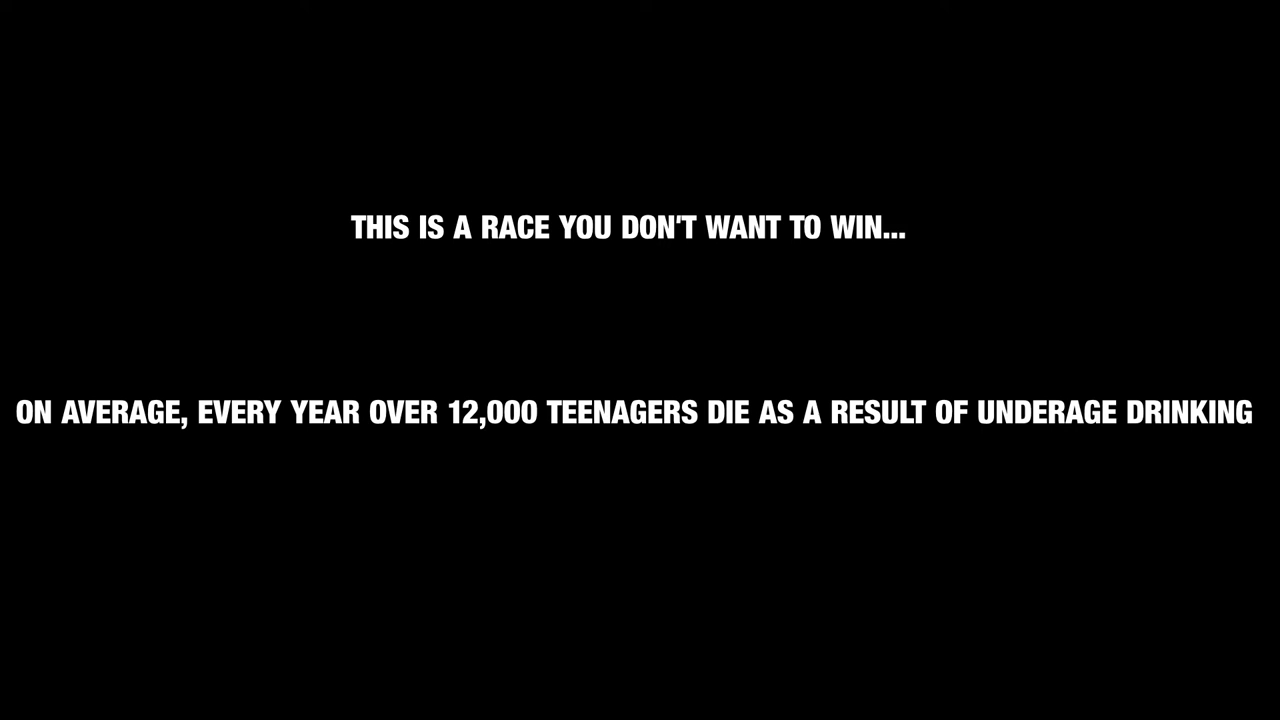 THIS IS A RACE YOU DON'T WANT TO WIN...
ON AVERAGE, EVERY YEAR OVER 12,000 TEENAGERS DIE AS A RESULT OF UNDERAGE DRINKING